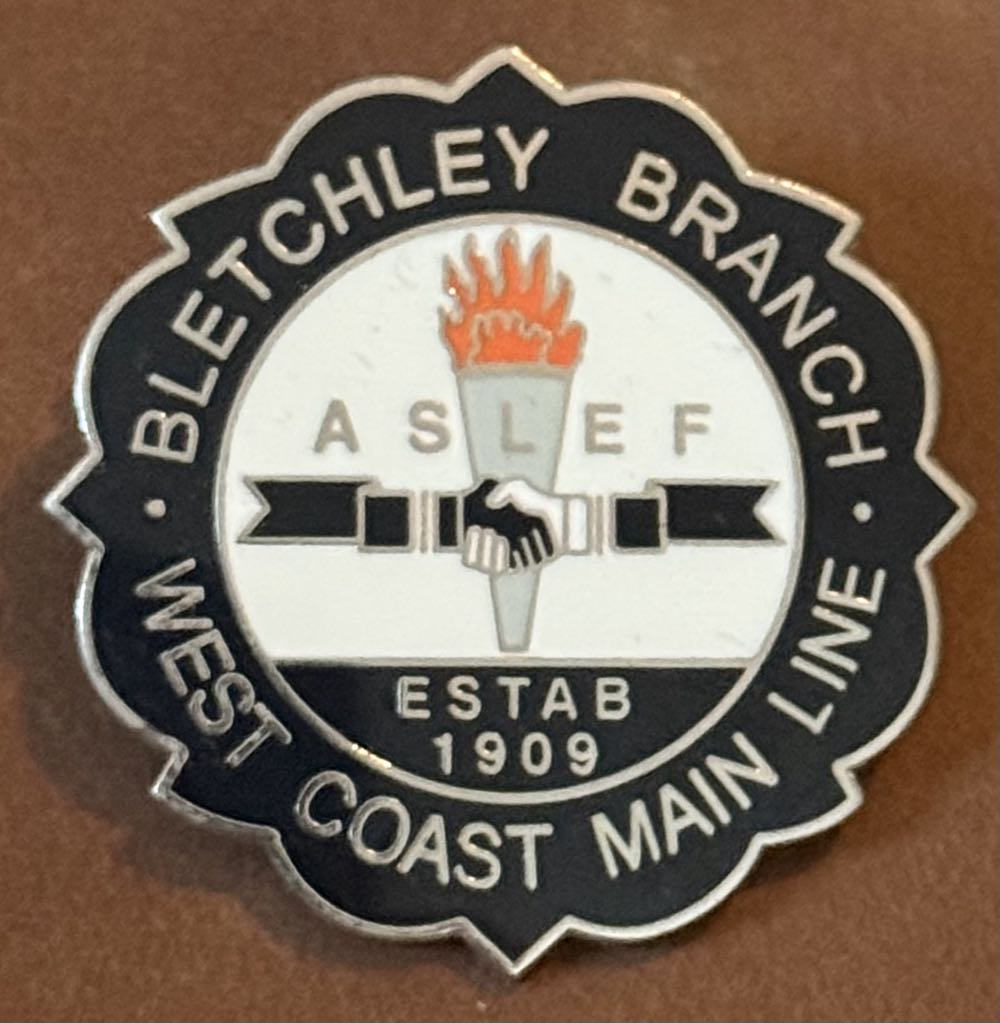 BLETCHLEY BRANCH
ASLEF
ESTAB
1909
WEST COAST MAIN LINE